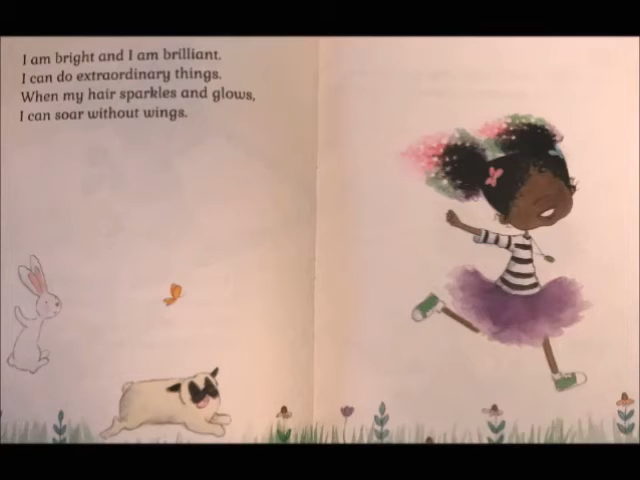 I am bright and I am brilliant.
I can do extraordinary things.
When my hair sparkles and glows,
I can soar without wings.